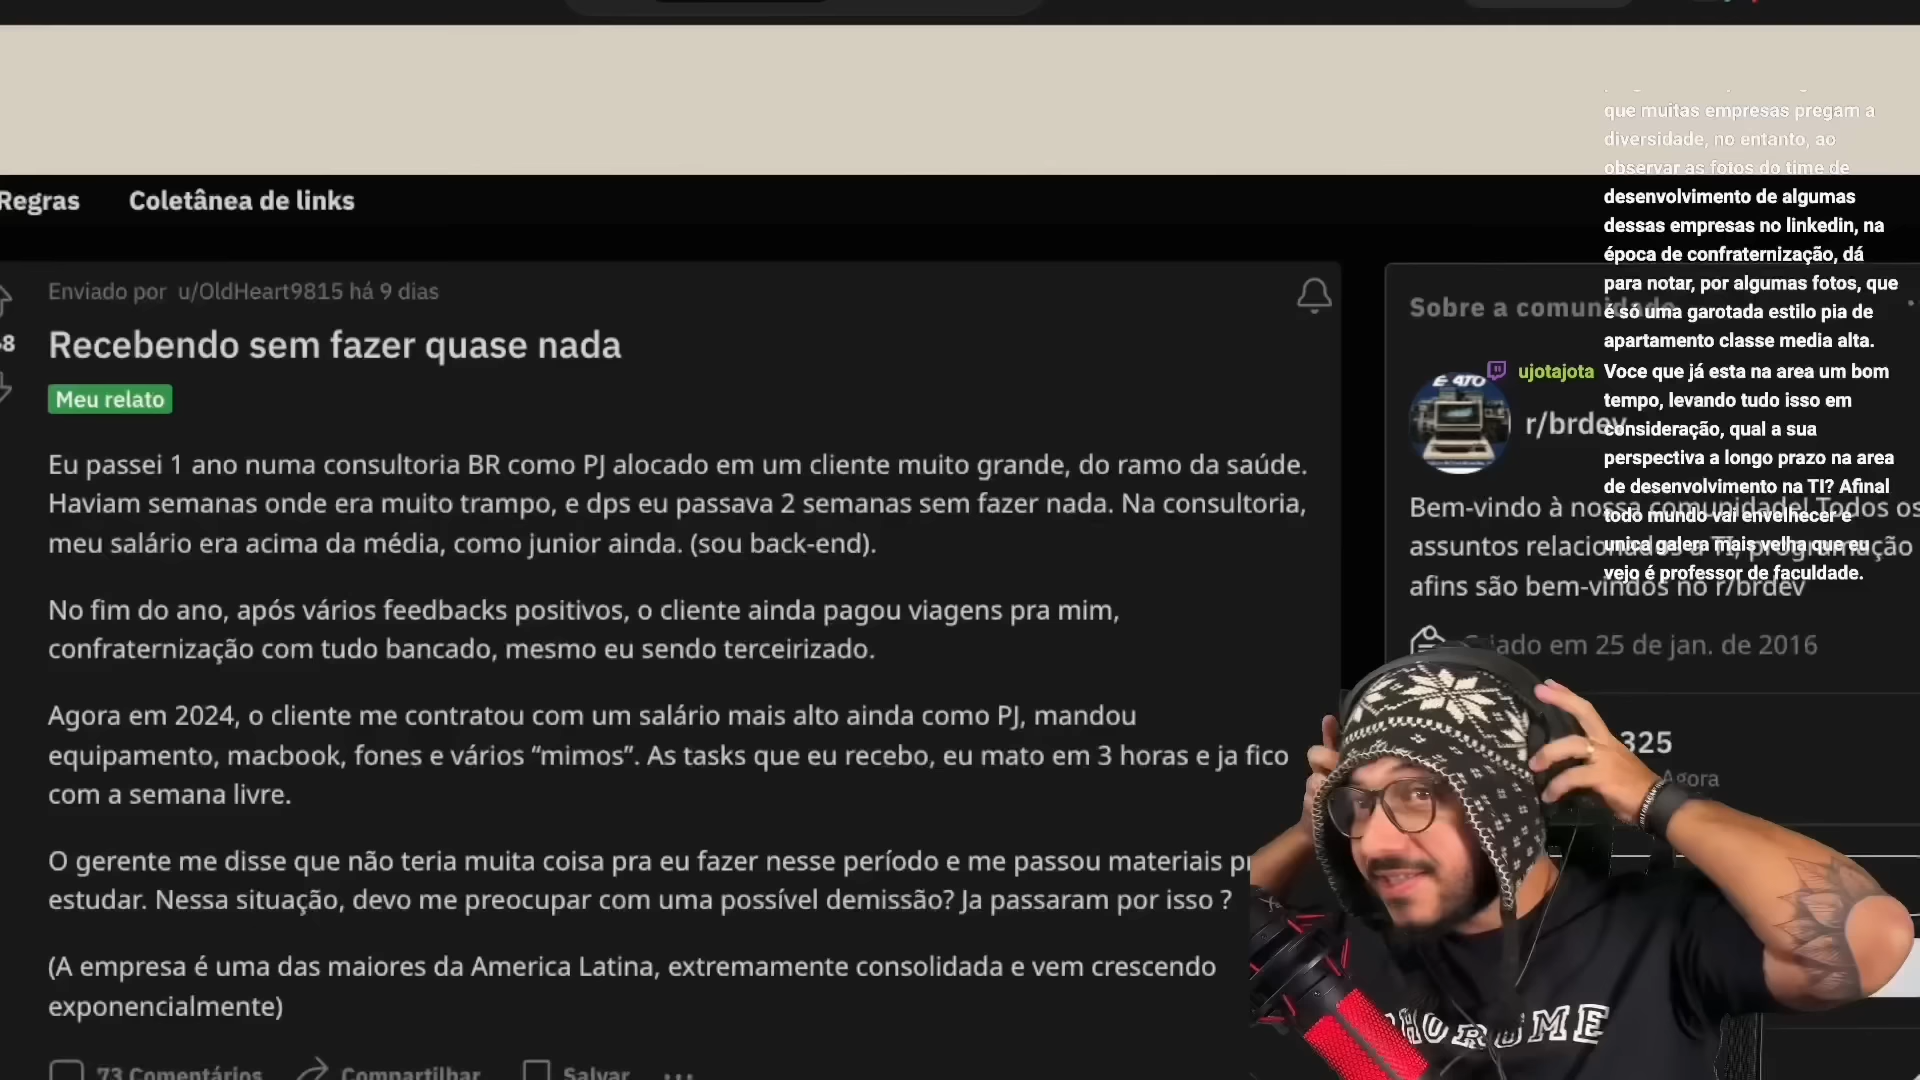 Regras
Coletânea de links
Enviado por u/OldHeart9815 há 9 dias
Recebendo sem fazer quase nada
Meu relato
Eu passei 1 ano numa consultoria BR como PJ alocado em um cliente muito grande, do ramo da saúde.
Haviam semanas onde era muito trampo, e dps eu passava 2 semanas sem fazer nada. Na consultoria,
meu salário era acima da média, como junior ainda. (sou back-end).
No fim do ano, após vários feedbacks positivos, o cliente ainda pagou viagens pra mim,
confraternização com tudo bancado, mesmo eu sendo terceirizado.
Agora em 2024, o cliente me contratou com um salário mais alto ainda como PJ, mandou
equipamento, macbook, fones e vários “mimos”. As tasks que eu recebo, eu mato em 3 horas e ja fico
com a semana livre.
O gerente me disse que não teria muita coisa pra eu fazer nesse período e me passou materiais
estudar. Nessa situação, devo me preocupar com uma possível demissão? Ja passaram por isso ?
(A empresa é uma das maiores da America Latina, extremamente consolidada e vem crescendo
exponencialmente)
73 Comentários
Compartilhar
Salvar
Sobre a comunidade
r/brdev
Bem-vindo à nossa comunidade! Todos os
assuntos relacionados a TI, programação
afins são bem-vindos no r/brdev
em 25 de jan. de 2016
325
Agora
que muitas empresas pregam a
diversidade, no entanto, ao
observar as fotos do time de
desenvolvimento de algumas
dessas empresas no linkedin, na
época de confraternização, dá
para notar, por algumas fotos, que
é só uma garotada estilo pia de
apartamento classe media alta.
ujotajota Voce que já esta na area um bom
tempo, levando tudo isso em
consideração, qual a sua
perspectiva a longo prazo na area
de desenvolvimento na TI? Afinal
todo mundo vai envelhecer e
unica galera mais velha que eu
vejo é professor de faculdade.